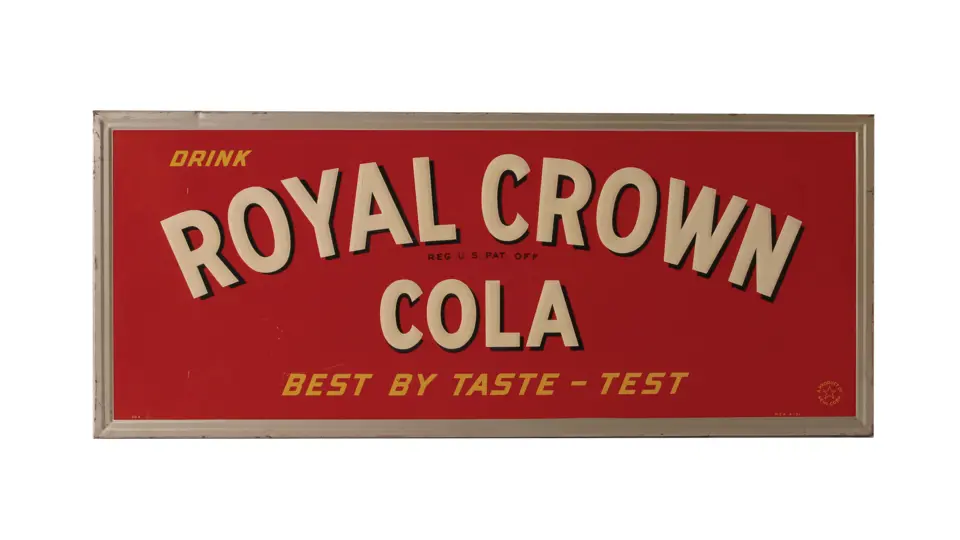 DRINK
ROYAL CROWN
REG U.S. PAT OFF
COLA
BEST BY TASTE - TEST